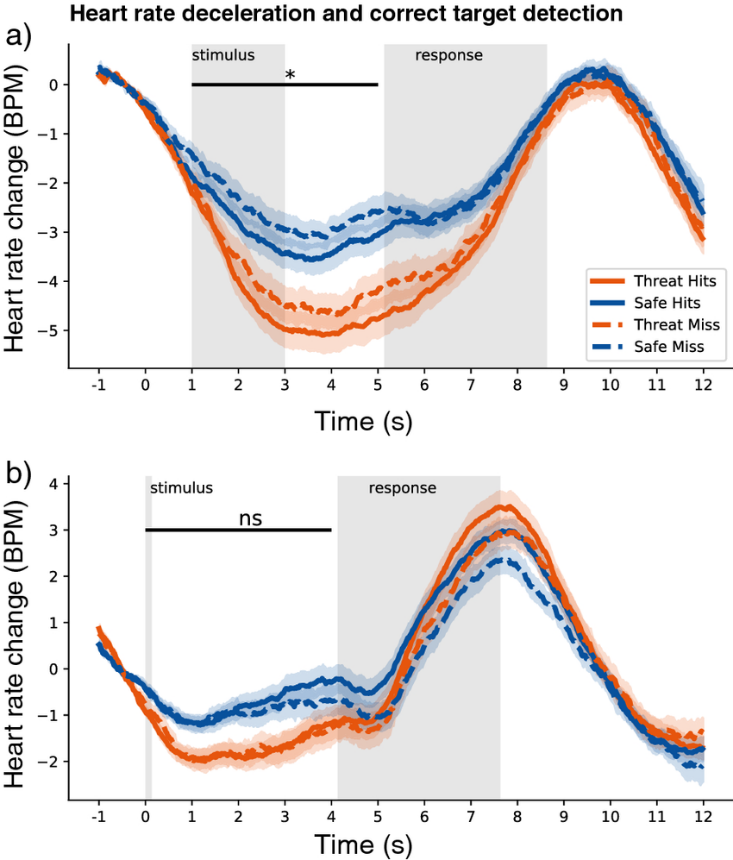 Heart rate deceleration and correct target detection
a)
stimulus
response
*
Heart rate change (BPM)
0
−1
−2
−3
−4
−5
Threat Hits
Safe Hits
Threat Miss
Safe Miss
-1 0 1 2 3 4 5 6 7 8 9 10 11 12
Time (s)
b)
stimulus
response
ns
Heart rate change (BPM)
4
3
2
1
0
−1
−2
-1 0 1 2 3 4 5 6 7 8 9 10 11 12
Time (s)